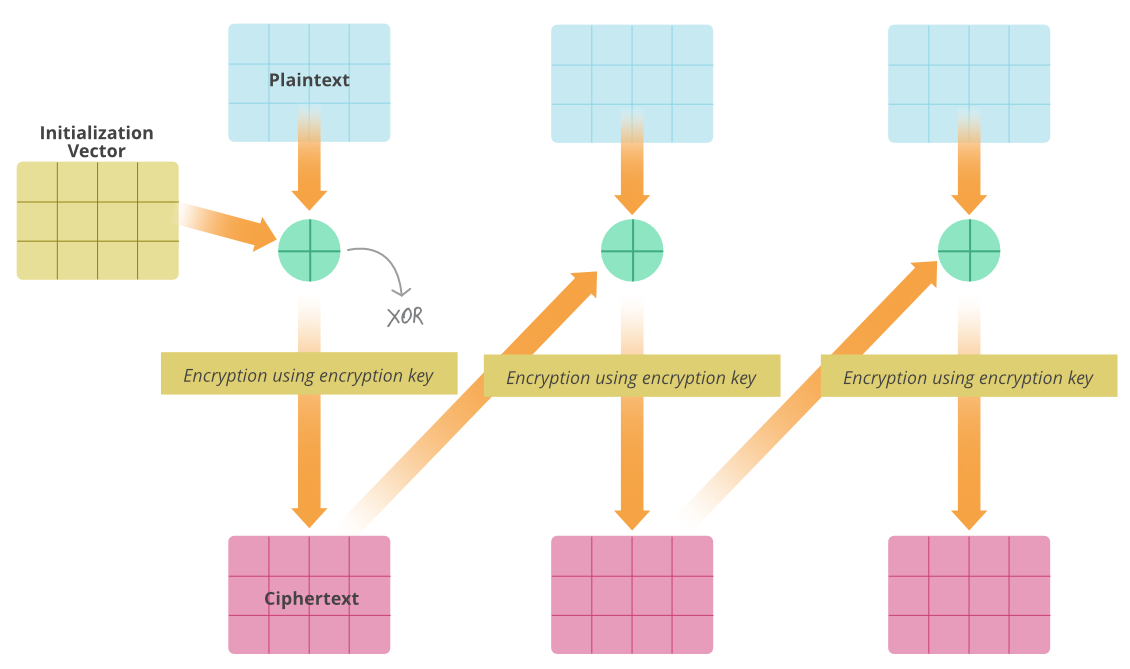 Plaintext
Initialization
Vector
XOR
Encryption using encryption key
Encryption using encryption key
Encryption using encryption key
Ciphertext